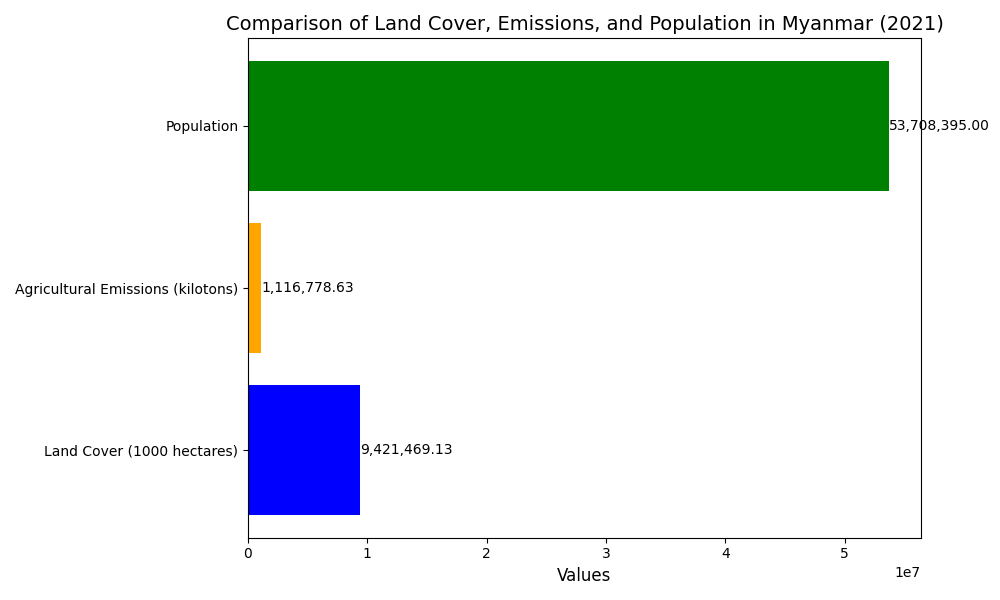 Comparison of Land Cover, Emissions, and Population in Myanmar (2021)
Population
53,708,395.00
Agricultural Emissions (kilotons)
1,116,778.63
Land Cover (1000 hectares)
9,421,469.13
0 1 2 3 4 5
1e7
Values